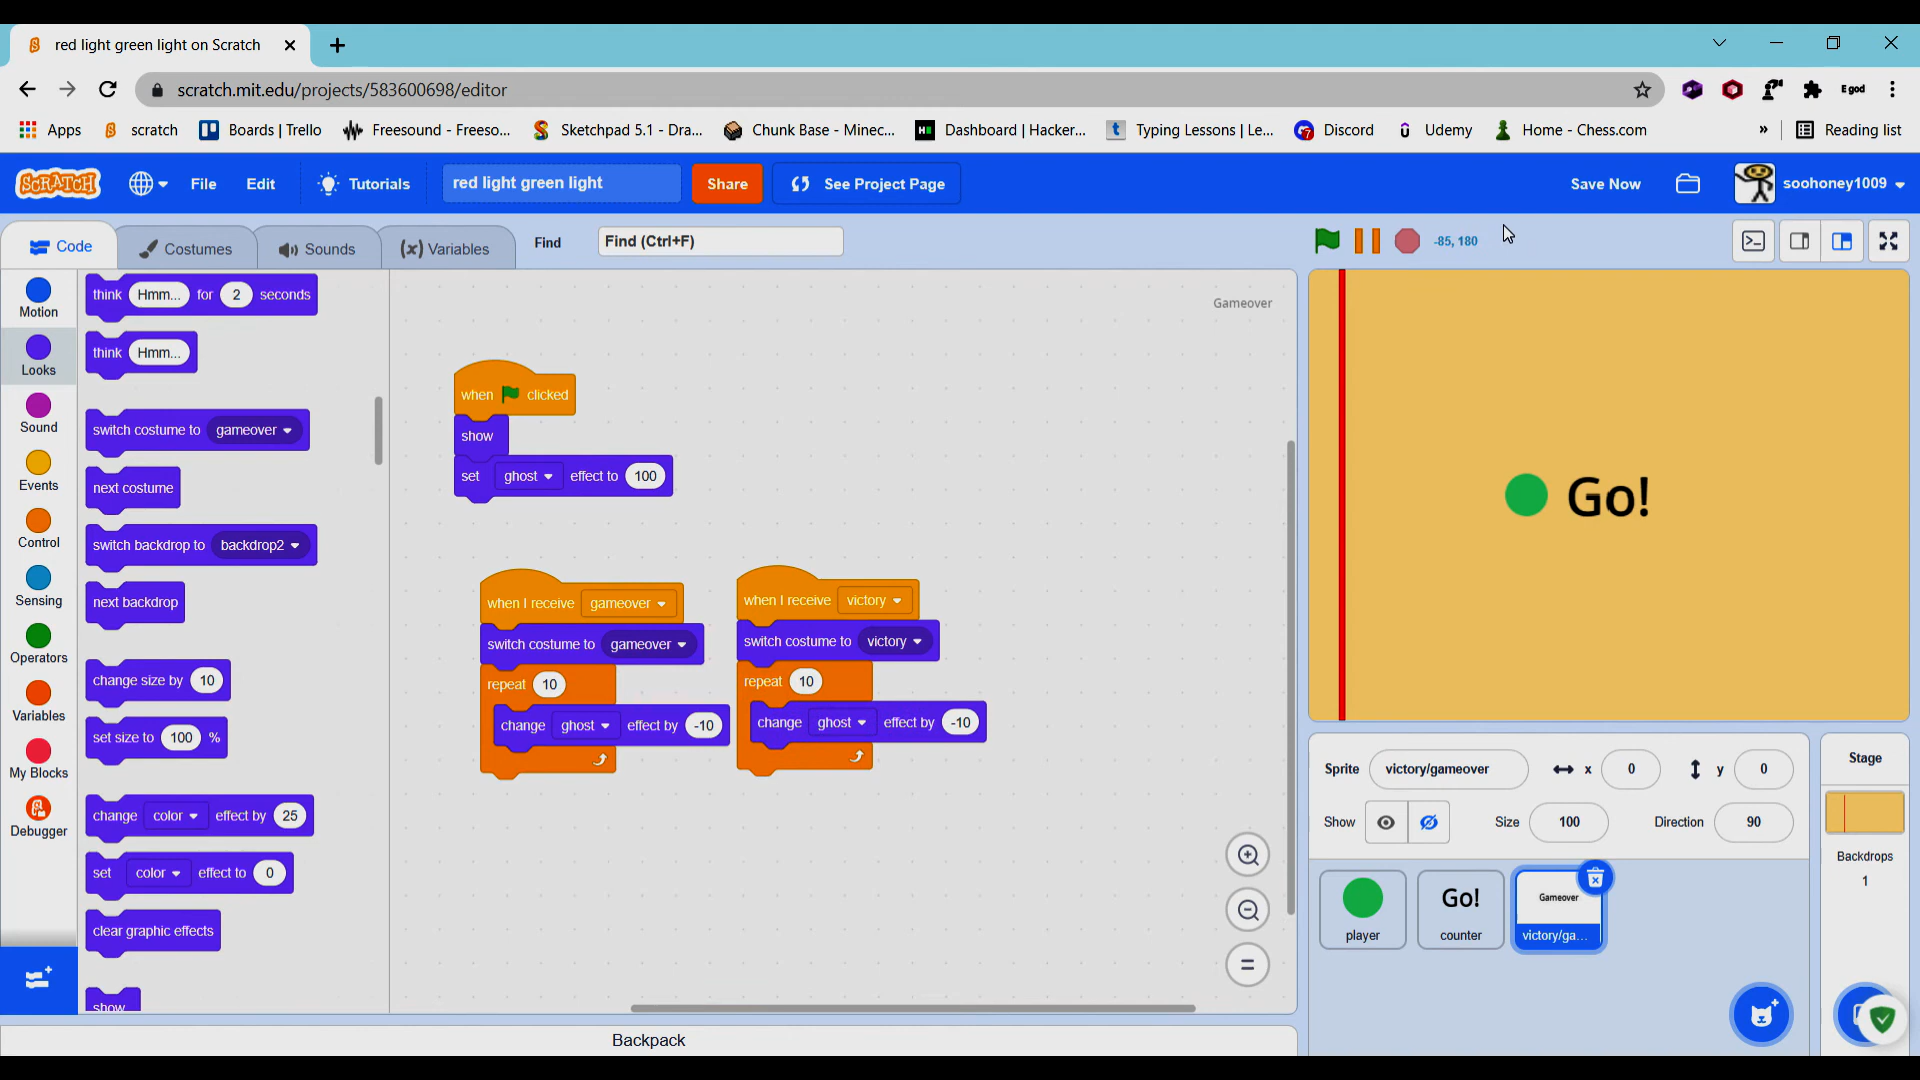 red light green light on Scratch
scratch.mit.edu/projects/583600698/editor
E god
Apps scratch Boards | Trello Freesound - Freeso... Sketchpad 5.1 - Dra... Chunk Base - Minec... Dashboard | Hacker... Typing Lessons | Le... Discord Udemy Home - Chess.com » Reading list
SCRATCH File Edit Tutorials red light green light Share See Project Page Save Now soohoney1009
Code Costumes Sounds (x) Variables Find Find (Ctrl+F) -85, 180
Motion
Looks
Sound
Events
Control
Sensing
Operators
Variables
My Blocks
Debugger
think Hmm... for 2 seconds
think Hmm...
switch costume to gameover
next costume
switch backdrop to backdrop2
next backdrop
change size by 10
set size to 100 %
change color effect by 25
set color effect to 0
clear graphic effects
show
Gameover
when clicked
show
set ghost effect to 100
when I receive gameover
switch costume to gameover
repeat 10
change ghost effect by -10
when I receive victory
switch costume to victory
repeat 10
change ghost effect by -10
Backpack
Go!
Sprite victory/gameover x 0 y 0
Show Size 100 Direction 90
player
Go!
counter
Gameover
victory/ga...
Stage
Backdrops
1